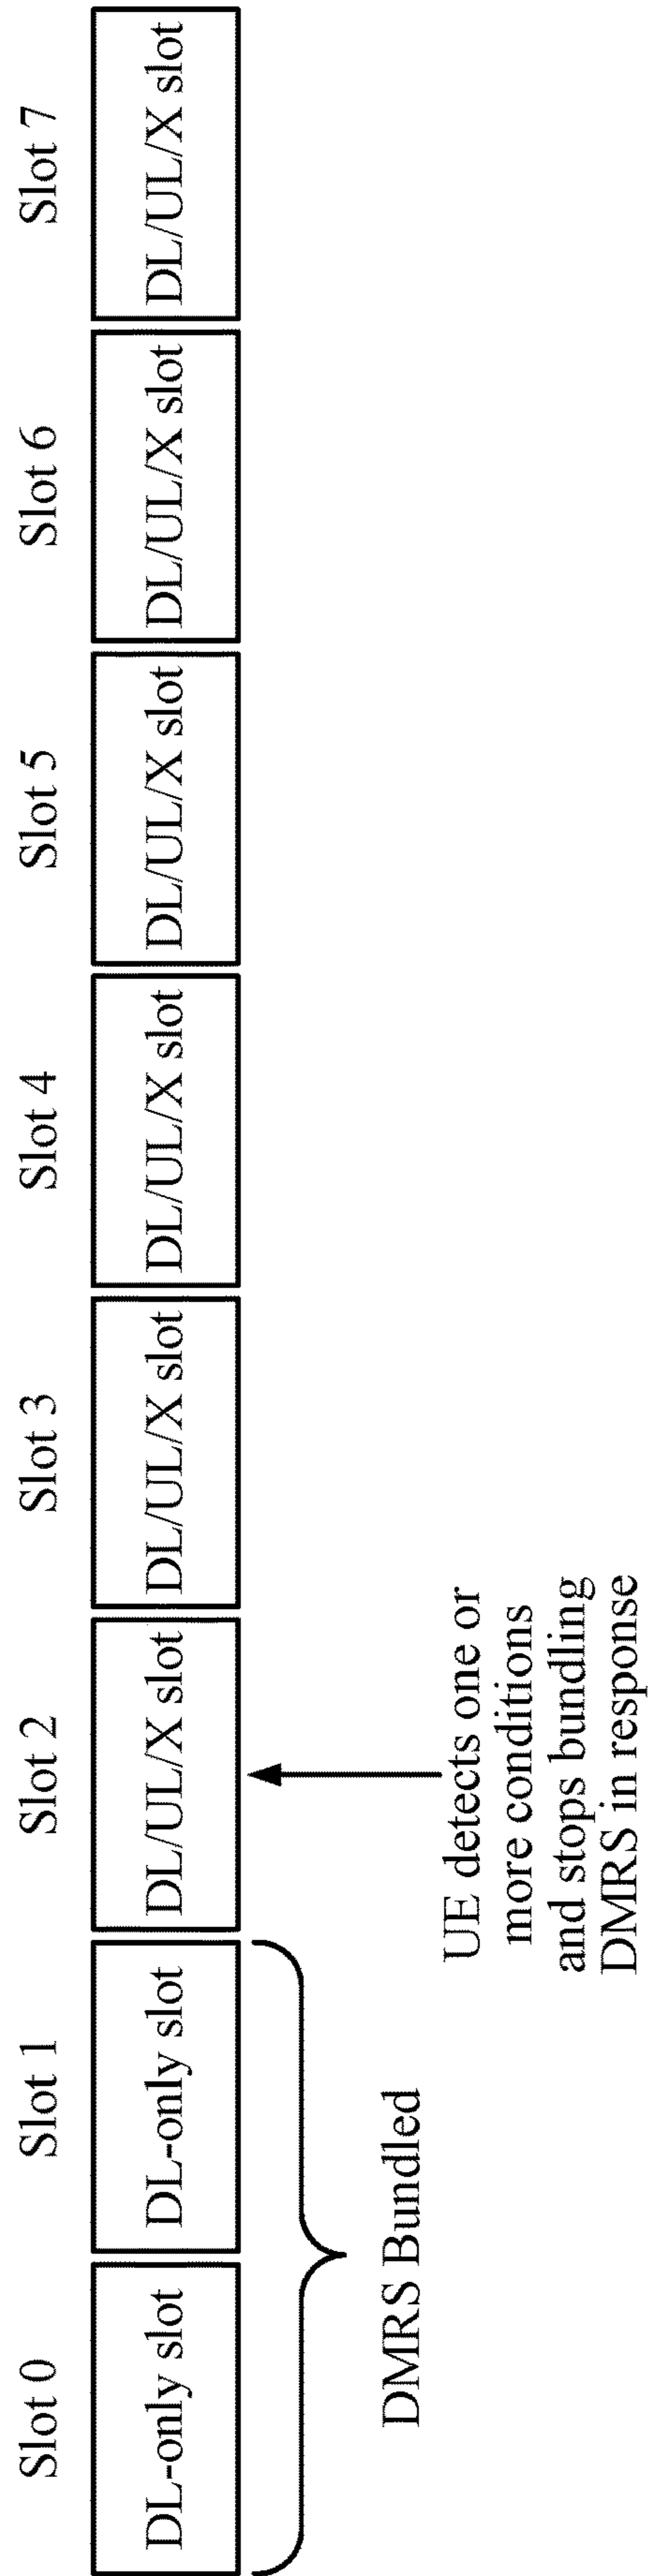 Slot 0
Slot 1
Slot 2
Slot 3
Slot 4
Slot 5
Slot 6
Slot 7
DL-only slot
DL-only slot
DL/UL/X slot
DL/UL/X slot
DL/UL/X slot
DL/UL/X slot
DL/UL/X slot
DL/UL/X slot
DMRS Bundled
UE detects one or
more conditions
and stops bundling
DMRS in response